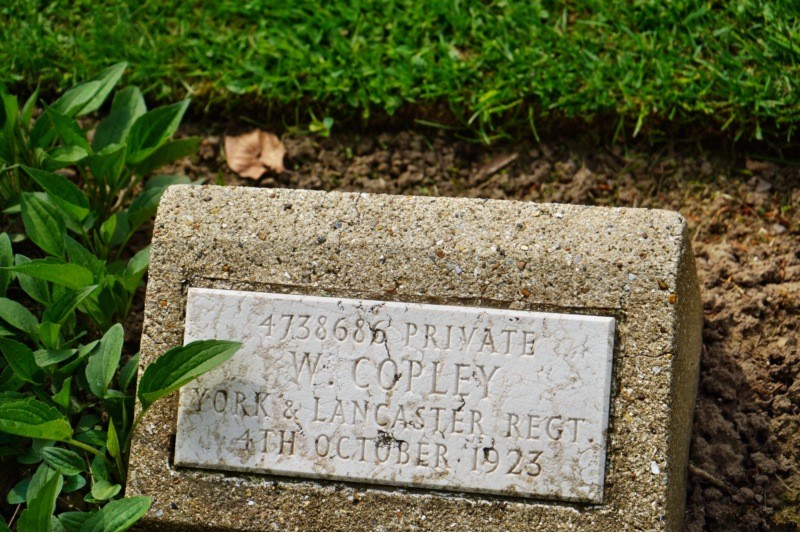 4738686 PRIVATE
W. COPLEY
YORK & LANCASTER REGT.
4TH OCTOBER 1923